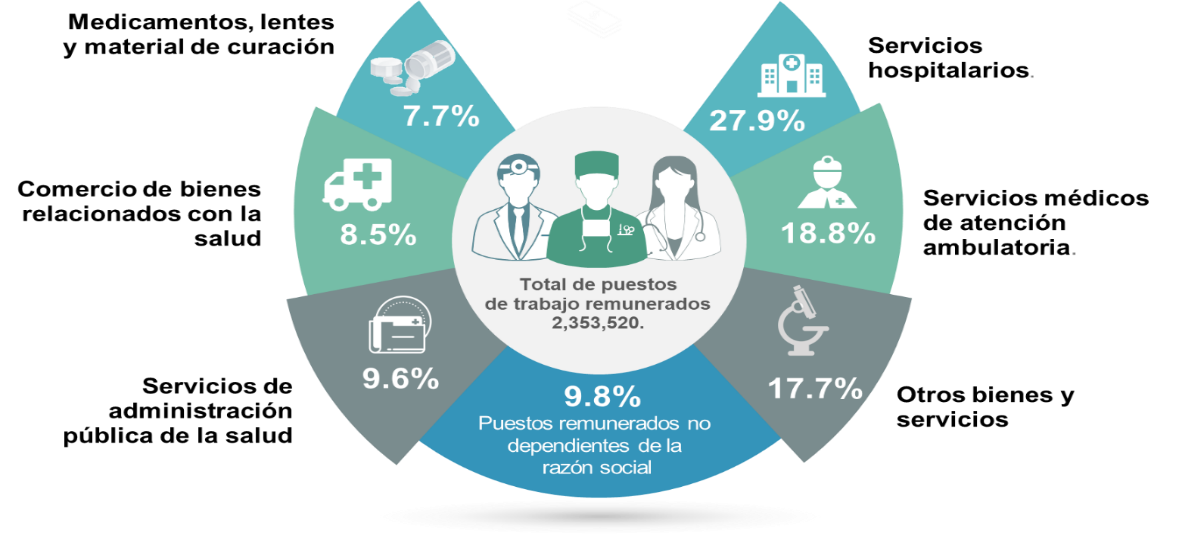 Medicamentos, lentes
y material de curación
7.7%
Servicios
hospitalarios.
27.9%
Comercio de bienes
relacionados con la
salud
8.5%
Servicios médicos
de atención
ambulatoria.
18.8%
Total de puestos
de trabajo remunerados
2,353,520.
Servicios de
administración
pública de la salud
9.6%
9.8%
Puestos remunerados no
dependientes de la
razón social
17.7%
Otros bienes y
servicios